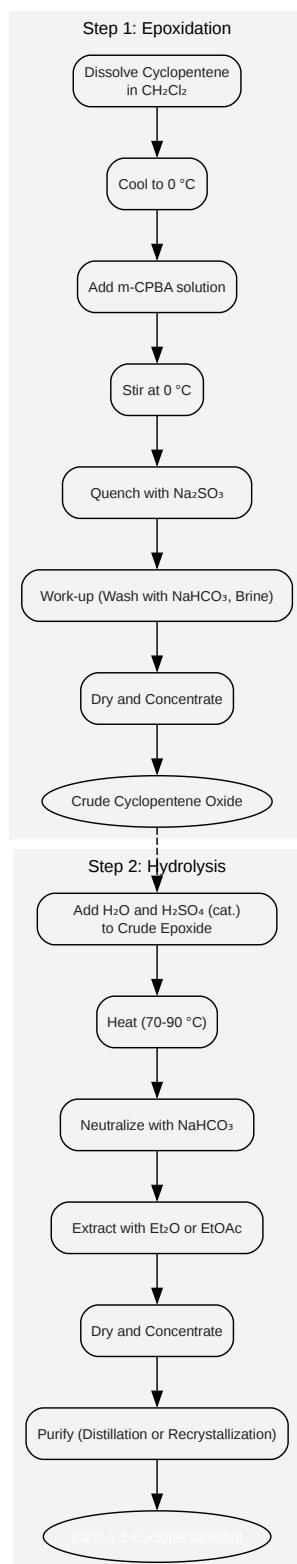 Step 1: Epoxidation
Dissolve Cyclopentene
in CH₂Cl₂
Cool to 0 °C
Add m-CPBA solution
Stir at 0 °C
Quench with Na₂SO₃
Work-up (Wash with NaHCO₃, Brine)
Dry and Concentrate
Crude Cyclopentene Oxide
Step 2: Hydrolysis
Add H₂O and H₂SO₄ (cat.)
to Crude Epoxide
Heat (70-90 °C)
Neutralize with NaHCO₃
Extract with Et₂O or EtOAc
Dry and Concentrate
Purify (Distillation or Recrystallization)
trans-1,2-Cyclopentanediol